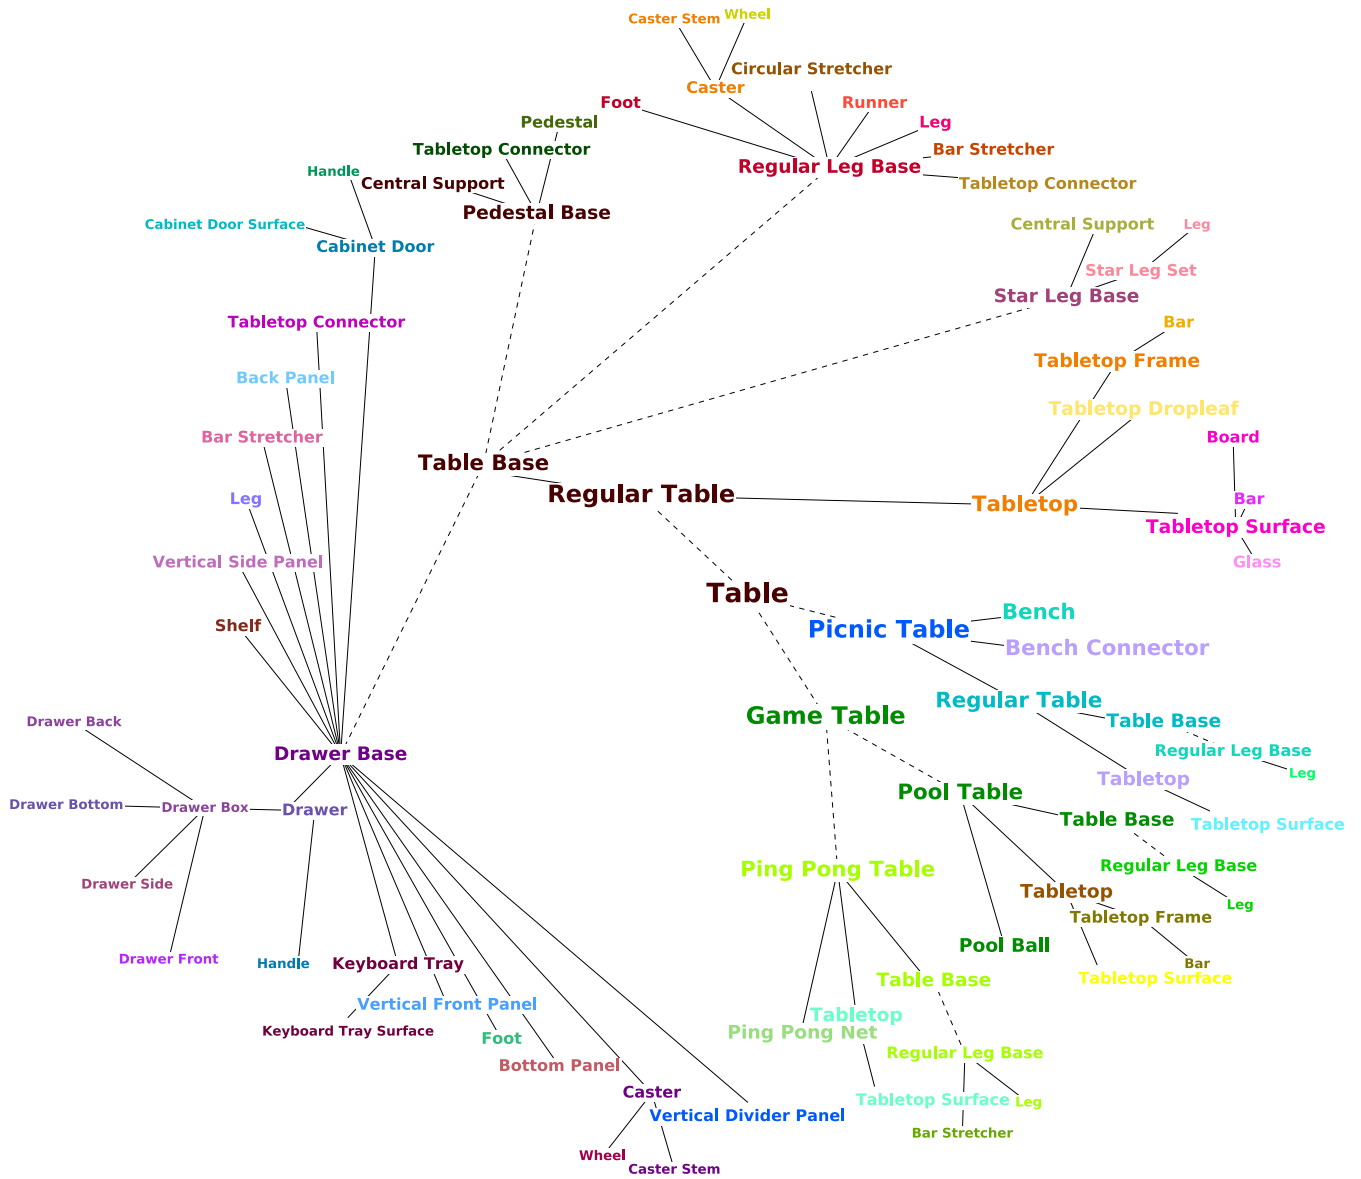 Wheel
Caster Stem
Circular Stretcher
Caster
Foot
Runner
Pedestal
Leg
Tabletop Connector
Bar Stretcher
Regular Leg Base
Handle
Central Support
Tabletop Connector
Pedestal Base
Cabinet Door Surface
Central Support
Leg
Cabinet Door
Star Leg Set
Star Leg Base
Tabletop Connector
Bar
Tabletop Frame
Back Panel
Tabletop Dropleaf
Bar Stretcher
Board
Table Base
Regular Table
Leg
Tabletop
Bar
Tabletop Surface
Vertical Side Panel
Glass
Table
Bench
Shelf
Picnic Table
Bench Connector
Regular Table
Drawer Back
Game Table
Table Base
Drawer Base
Regular Leg Base
Leg
Tabletop
Pool Table
Drawer Bottom
Drawer Box
Drawer
Table Base
Tabletop Surface
Ping Pong Table
Regular Leg Base
Drawer Side
Tabletop
Leg
Tabletop Frame
Pool Ball
Drawer Front
Handle
Keyboard Tray
Bar
Table Base
Tabletop Surface
Vertical Front Panel
Tabletop
Keyboard Tray Surface
Ping Pong Net
Foot
Regular Leg Base
Bottom Panel
Caster
Tabletop Surface
Leg
Vertical Divider Panel
Bar Stretcher
Wheel
Caster Stem